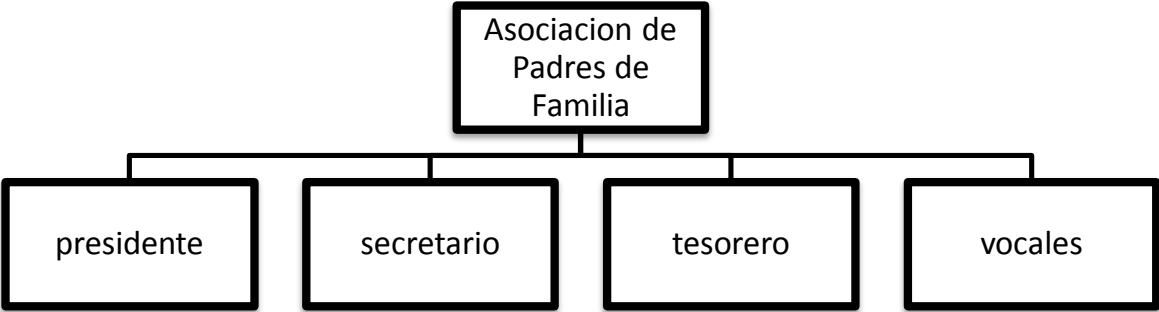 Asociacion de
Padres de
Familia
presidente
secretario
tesorero
vocales